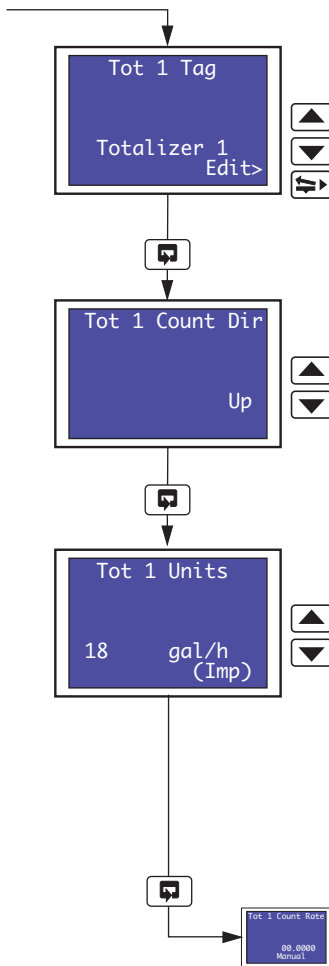 Tot 1 Tag
Totalizer 1
Edit>
Tot 1 Count Dir
Up
Tot 1 Units
18 gal/h
(Imp)
Tot 1 Count Rate
00.0000
Manual